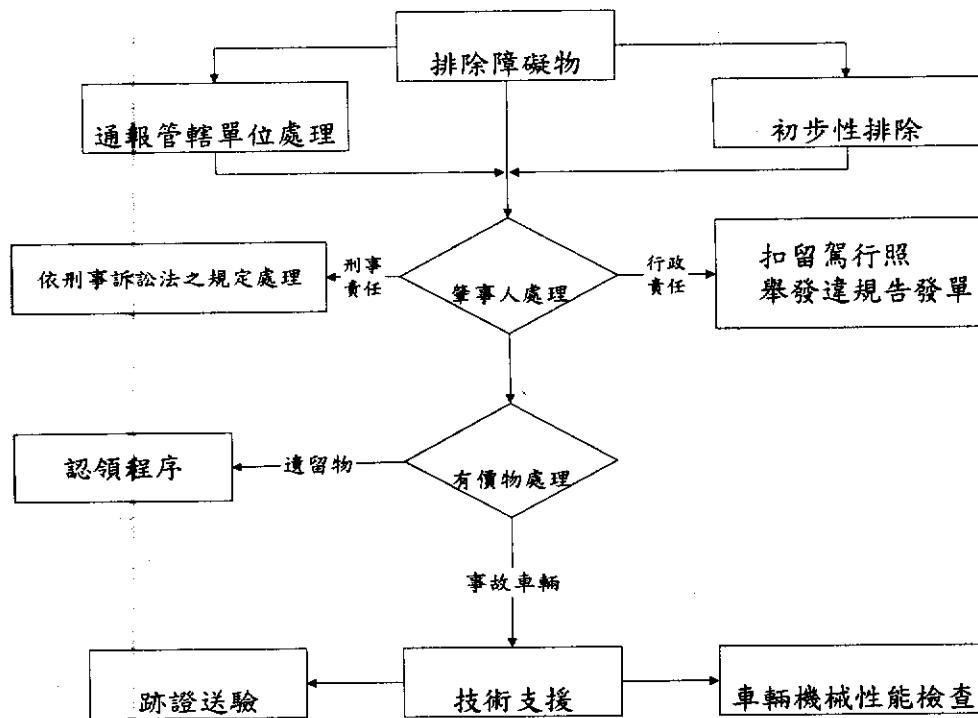 排除障礙物
通報管轄單位處理
初步性排除
依刑事訴訟法之規定處理
刑事
責任
肇事人處理
行政
責任
扣留駕行照
舉發違規告發單
認領程序
遺留物
有價物處理
事故車輛
跡證送驗
技術支援
車輛機械性能檢查